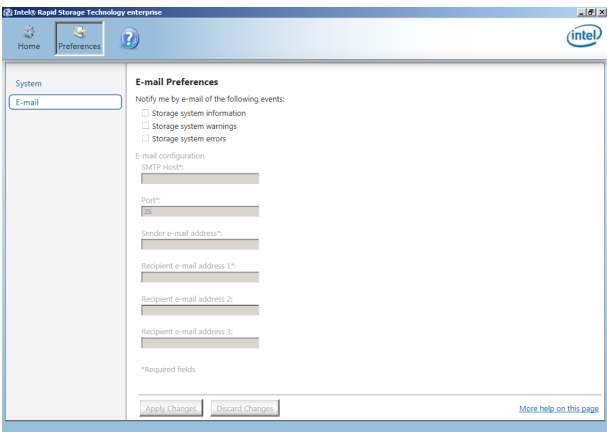 Intel® Rapid Storage Technology enterprise
Home
Preferences
?
intel
System
E-mail
E-mail Preferences
Notify me by e-mail of the following events:
Storage system information
Storage system warnings
Storage system errors
E-mail configuration
SMTP Host*:
Port*:
25
Sender e-mail address*:
Recipient e-mail address 1*:
Recipient e-mail address 2:
Recipient e-mail address 3:
*Required fields
Apply Changes
Discard Changes
More help on this page